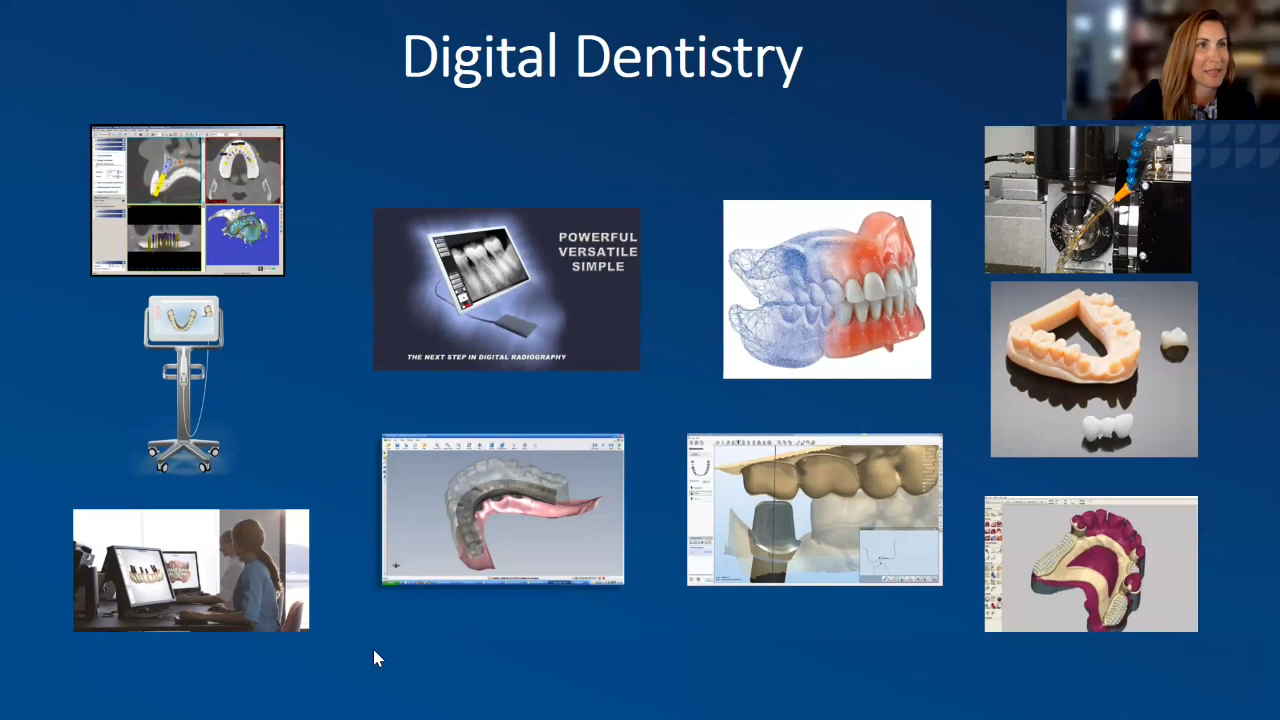 Digital Dentistry
POWERFUL
VERSATILE
SIMPLE
THE NEXT STEP IN DIGITAL RADIOGRAPHY